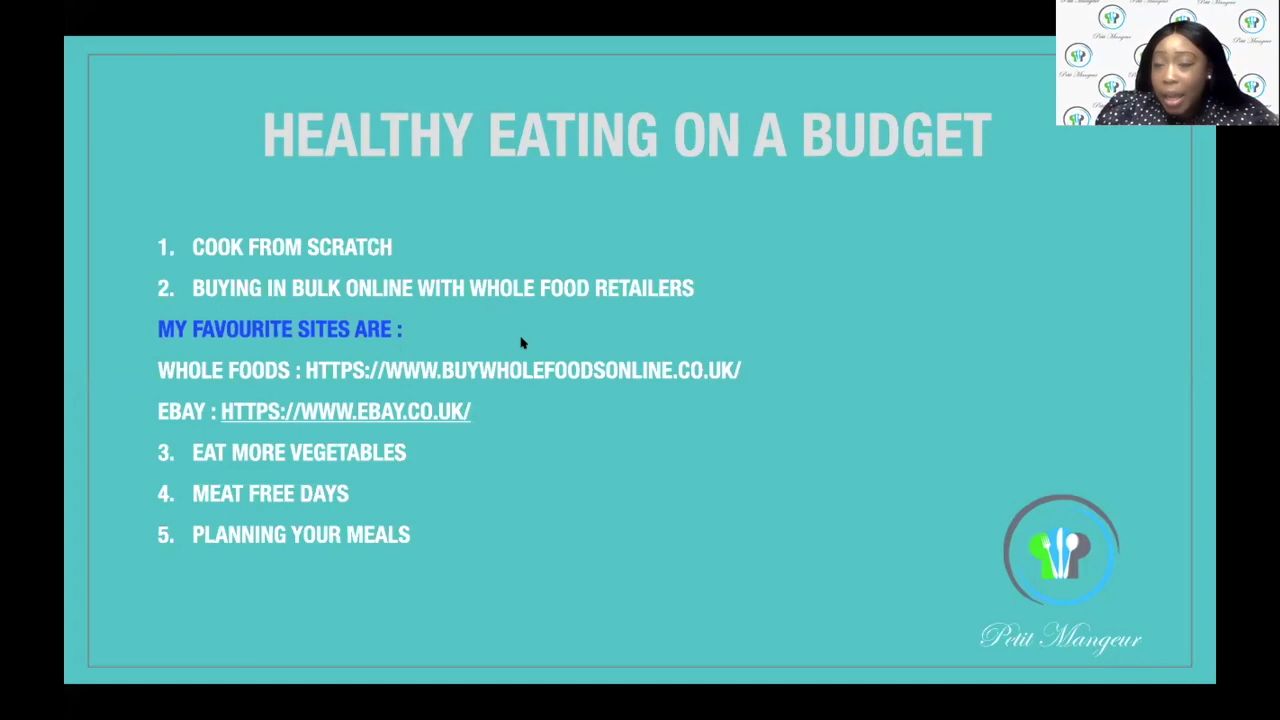 HEALTHY EATING ON A BUDGET
1. COOK FROM SCRATCH
2. BUYING IN BULK ONLINE WITH WHOLE FOOD RETAILERS
MY FAVOURITE SITES ARE :
WHOLE FOODS : HTTPS://WWW.BUYWHOLEFOODSONLINE.CO.UK/
EBAY : HTTPS://WWW.EBAY.CO.UK/
3. EAT MORE VEGETABLES
4. MEAT FREE DAYS
5. PLANNING YOUR MEALS
Petit Mangeur
Petit Mangeur